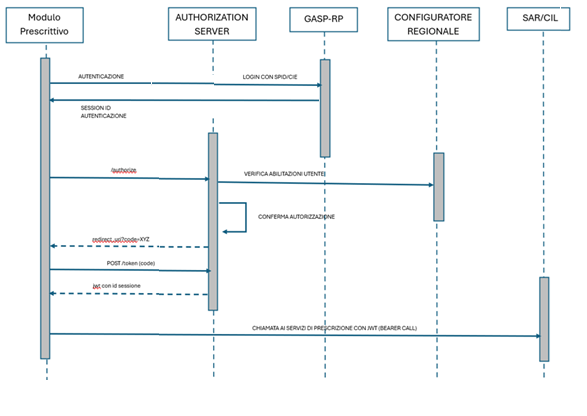 Modulo
Prescrittivo
AUTHORIZATION
SERVER
GASP-RP
CONFIGURATORE
REGIONALE
SAR/CIL
AUTENTICAZIONE
LOGIN CON SPID/CIE
SESSION ID
AUTENTICAZIONE
/authorize
VERIFICA ABILITAZIONI UTENTE
CONFERMA AUTORIZZAZIONE
redirect_uri?code=XYZ
POST /token (code)
jwt con id sessione
CHIAMATA AI SERVIZI DI PRESCRIZIONE CON JWT (BEARER CALL)